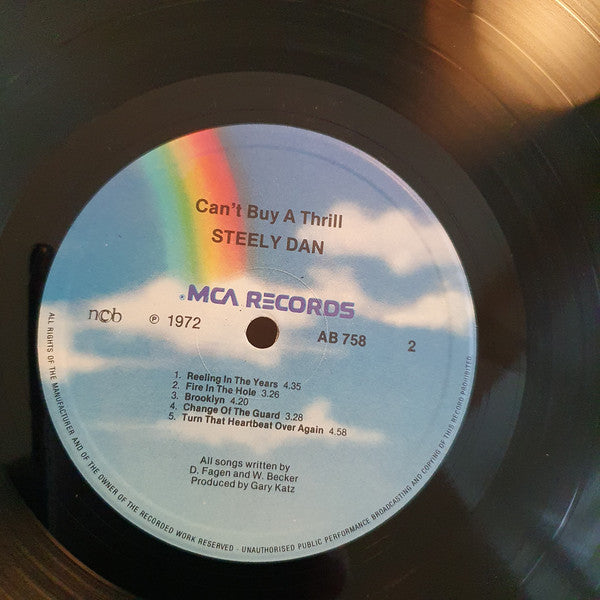 Can't Buy A Thrill
STEELY DAN
MCA RECORDS
ncb ℗ 1972 AB 758 2
1. Reeling In The Years 4.35
2. Fire In The Hole 3.26
3. Brooklyn 4.20
4. Change Of The Guard 3.28
5. Turn That Heartbeat Over Again 4.58
All songs written by
D. Fagen and W. Becker
Produced by Gary Katz
ALL RIGHTS OF THE MANUFACTURER AND OF THE OWNER OF THE RECORDED WORK RESERVED - UNAUTHORISED PUBLIC PERFORMANCE BROADCASTING AND COPYING OF THIS RECORD PROHIBITED